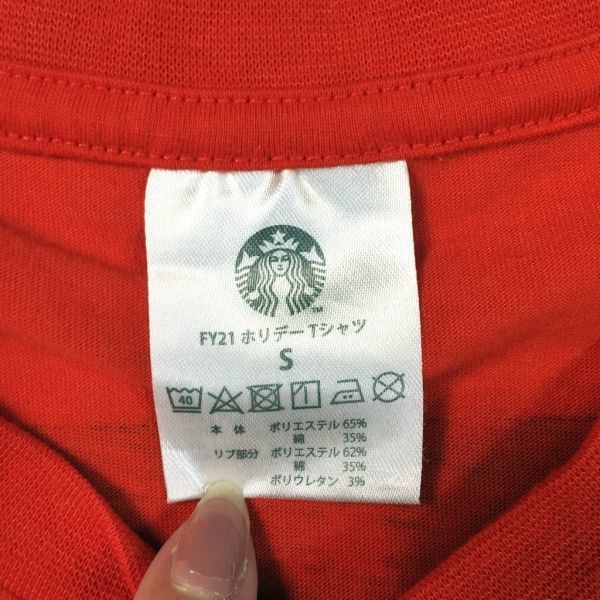 TM
FY21 ホリデー Tシャツ
S
40
本体 ポリエステル 65%
綿 35%
リブ部分 ポリエステル 62%
綿 35%
ポリウレタン 3%